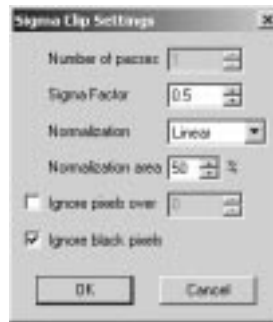 Sigma Clip Settings
Number of passes 1
Sigma Factor 0.5
Normalization Linear
Normalization area 50 %
Ignore pixels over 0
Ignore black pixels
OK Cancel